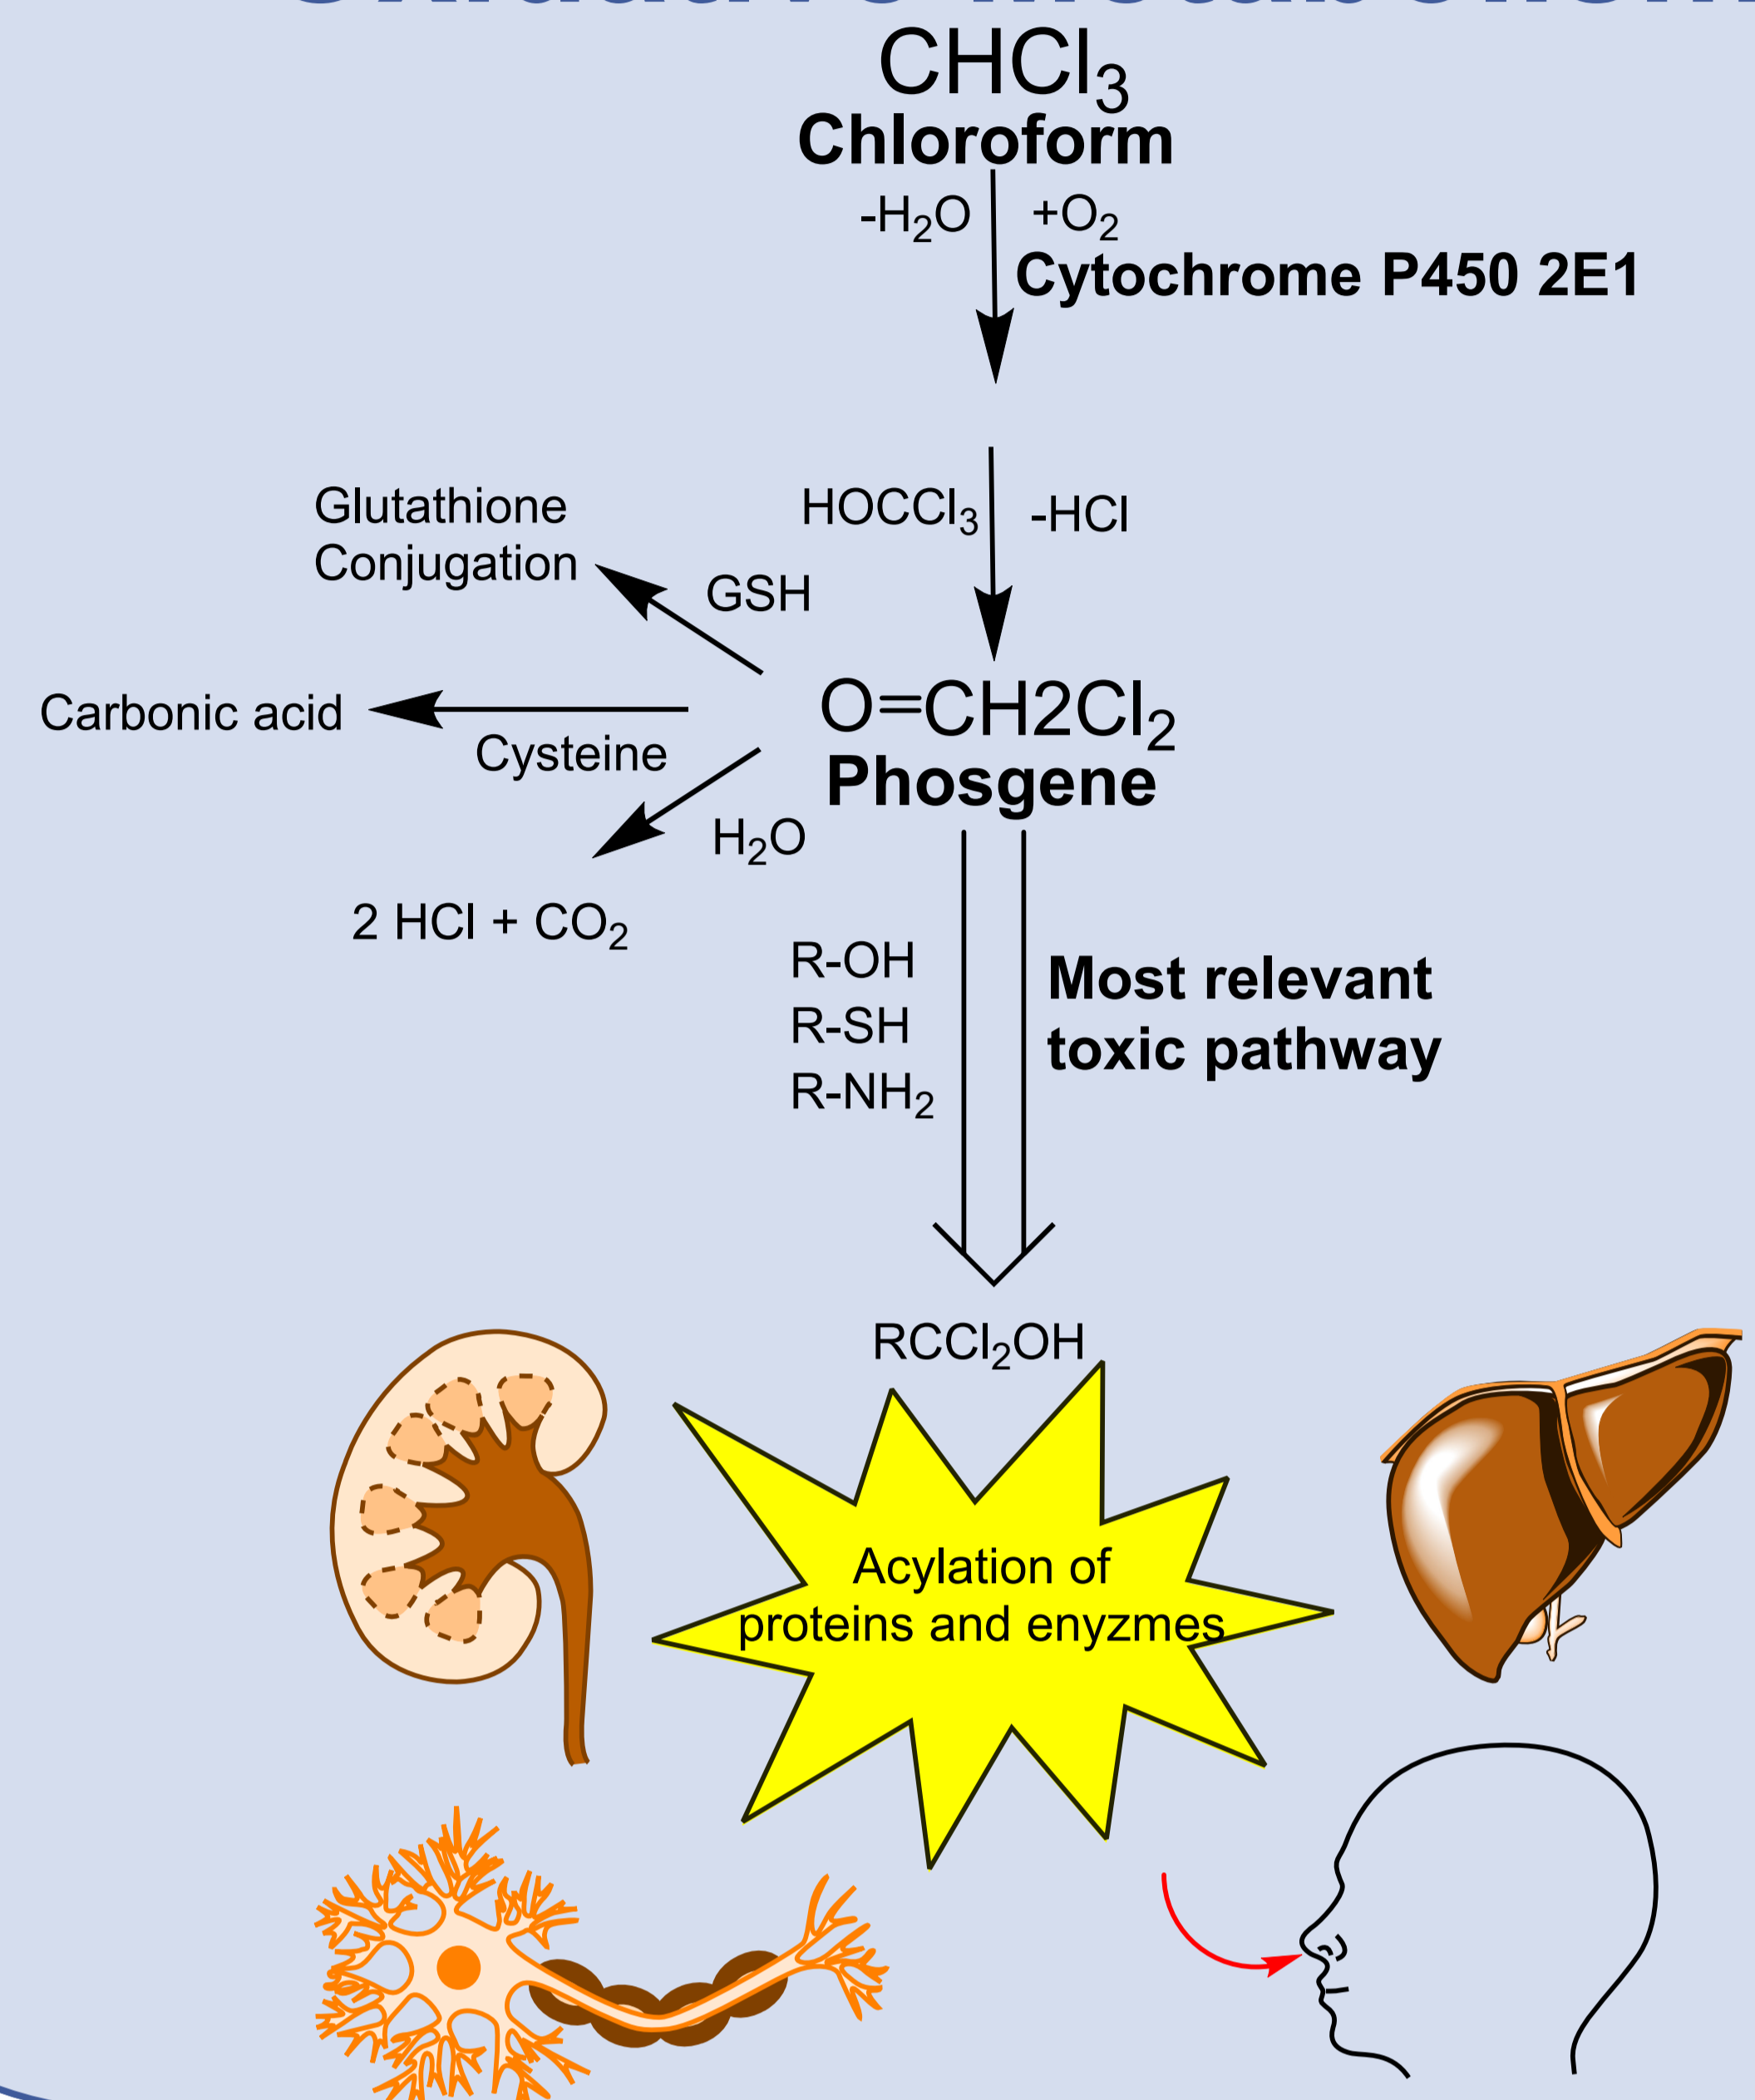 CHCl₃
Chloroform
-H₂O +O₂
Cytochrome P450 2E1
HOCCl₃ -HCl
Glutathione
Conjugation
GSH
Carbonic acid
Cysteine
O=CH2Cl₂
Phosgene
H₂O
2 HCl + CO₂
R-OH
R-SH
R-NH₂
Most relevant
toxic pathway
RCCl₂OH
Acylation of
proteins and enyzmes